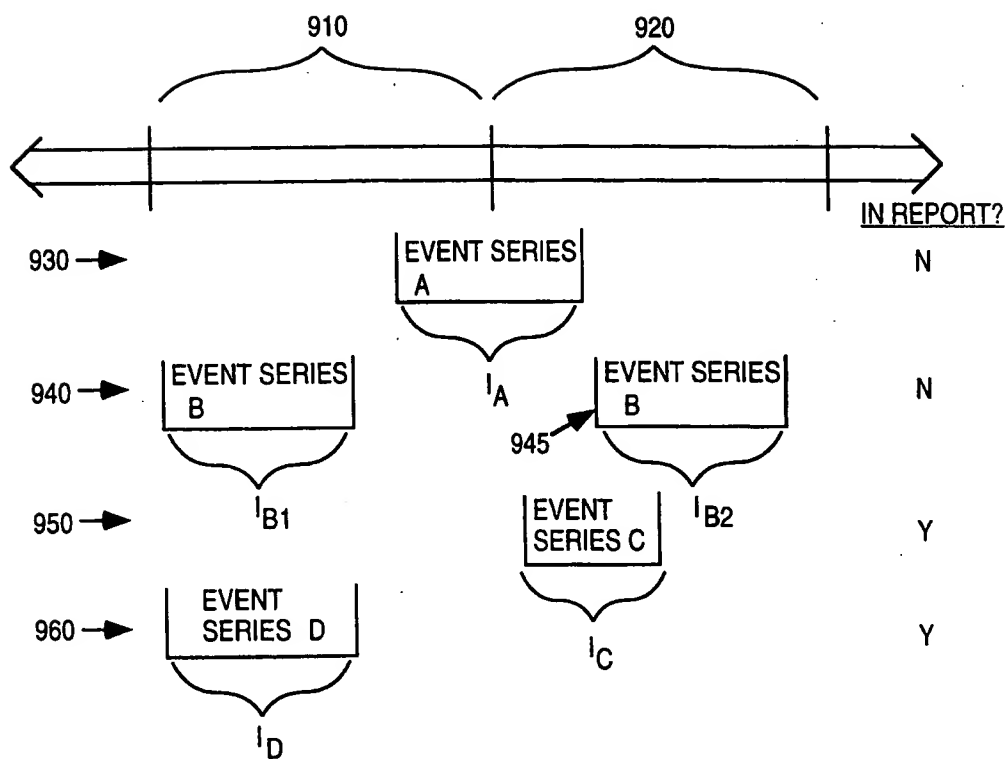 910 920
IN REPORT?
930 EVENT SERIES N
A
I_A
940 EVENT SERIES EVENT SERIES N
B B
945
I_B1 I_B2
950 EVENT Y
SERIES C
960 EVENT Y
SERIES D
I_C
I_D